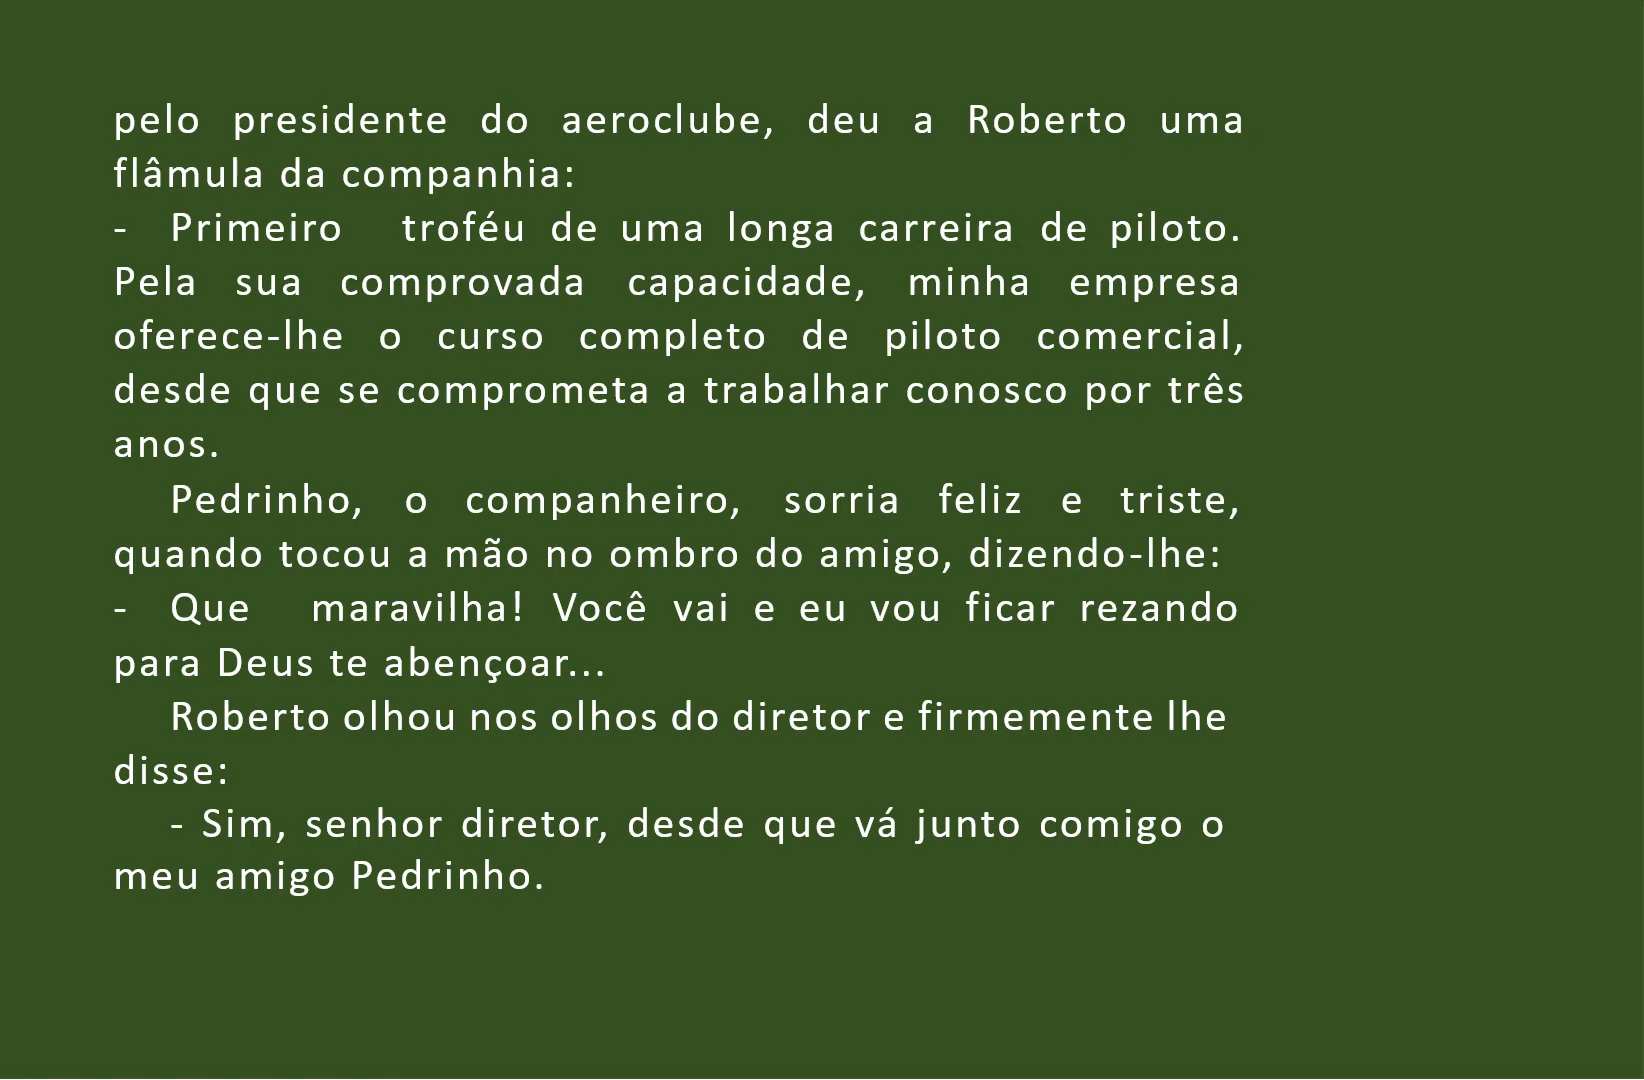 pelo presidente do aeroclube, deu a Roberto uma
flâmula da companhia:
- Primeiro troféu de uma longa carreira de piloto.
Pela sua comprovada capacidade, minha empresa
oferece-lhe o curso completo de piloto comercial,
desde que se comprometa a trabalhar conosco por três
anos.
Pedrinho, o companheiro, sorria feliz e triste,
quando tocou a mão no ombro do amigo, dizendo-lhe:
- Que maravilha! Você vai e eu vou ficar rezando
para Deus te abençoar...
Roberto olhou nos olhos do diretor e firmemente lhe
disse:
- Sim, senhor diretor, desde que vá junto comigo o
meu amigo Pedrinho.